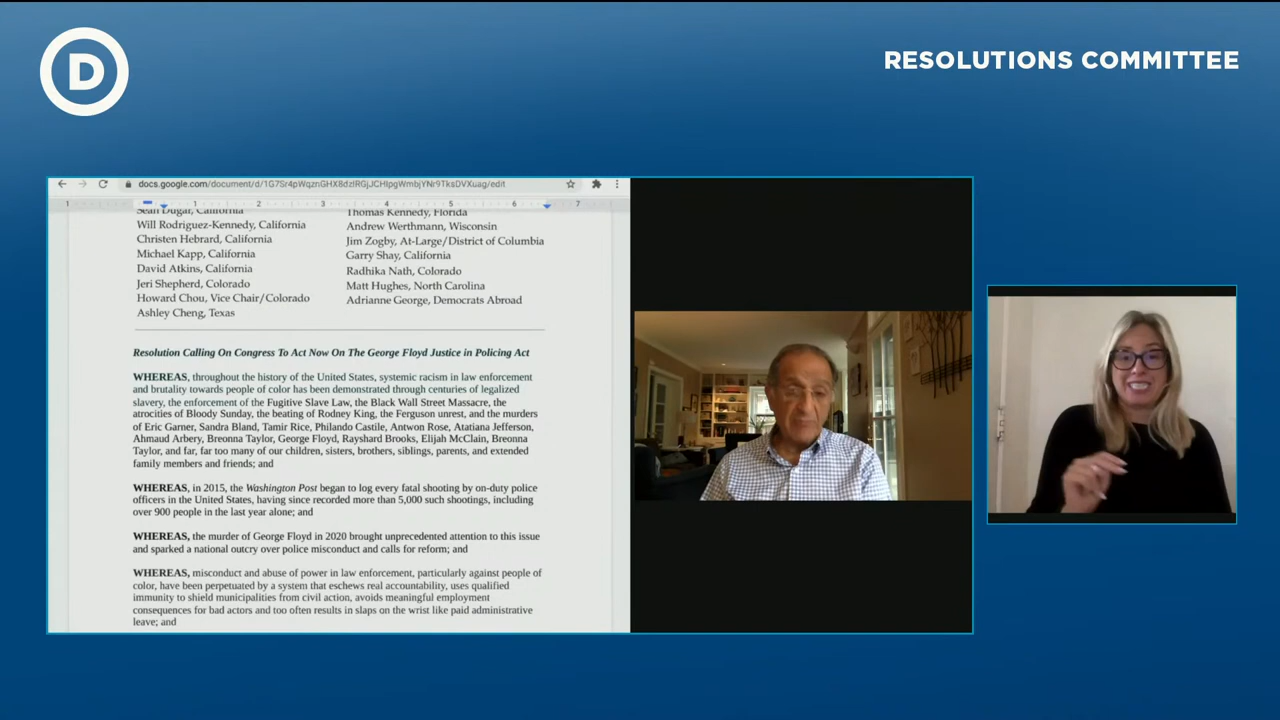 D
RESOLUTIONS COMMITTEE
docs.google.com/document/d/1G7Sr4pWqznGHX8dzIRGjJCHIpgWmbjYNr9TksDVXuag/edit
1 1 2 3 4 5 6 7
Sean Dugar, California
Will Rodriguez-Kennedy, California
Christen Hebrard, California
Michael Kapp, California
David Atkins, California
Jeri Shepherd, Colorado
Howard Chou, Vice Chair/Colorado
Ashley Cheng, Texas
Thomas Kennedy, Florida
Andrew Werthmann, Wisconsin
Jim Zogby, At-Large/District of Columbia
Garry Shay, California
Radhika Nath, Colorado
Matt Hughes, North Carolina
Adrianne George, Democrats Abroad
Resolution Calling On Congress To Act Now On The George Floyd Justice in Policing Act
WHEREAS, throughout the history of the United States, systemic racism in law enforcement
and brutality towards people of color has been demonstrated through centuries of legalized
slavery, the enforcement of the Fugitive Slave Law, the Black Wall Street Massacre, the
atrocities of Bloody Sunday, the beating of Rodney King, the Ferguson unrest, and the murders
of Eric Garner, Sandra Bland, Tamir Rice, Philando Castile, Antwon Rose, Atatiana Jefferson,
Ahmaud Arbery, Breonna Taylor, George Floyd, Rayshard Brooks, Elijah McClain, Breonna
Taylor, and far, far too many of our children, sisters, brothers, siblings, parents, and extended
family members and friends; and
WHEREAS, in 2015, the Washington Post began to log every fatal shooting by on-duty police
officers in the United States, having since recorded more than 5,000 such shootings, including
over 900 people in the last year alone; and
WHEREAS, the murder of George Floyd in 2020 brought unprecedented attention to this issue
and sparked a national outcry over police misconduct and calls for reform; and
WHEREAS, misconduct and abuse of power in law enforcement, particularly against people of
color, have been perpetuated by a system that eschews real accountability, uses qualified
immunity to shield municipalities from civil action, avoids meaningful employment
consequences for bad actors and too often results in slaps on the wrist like paid administrative
leave; and